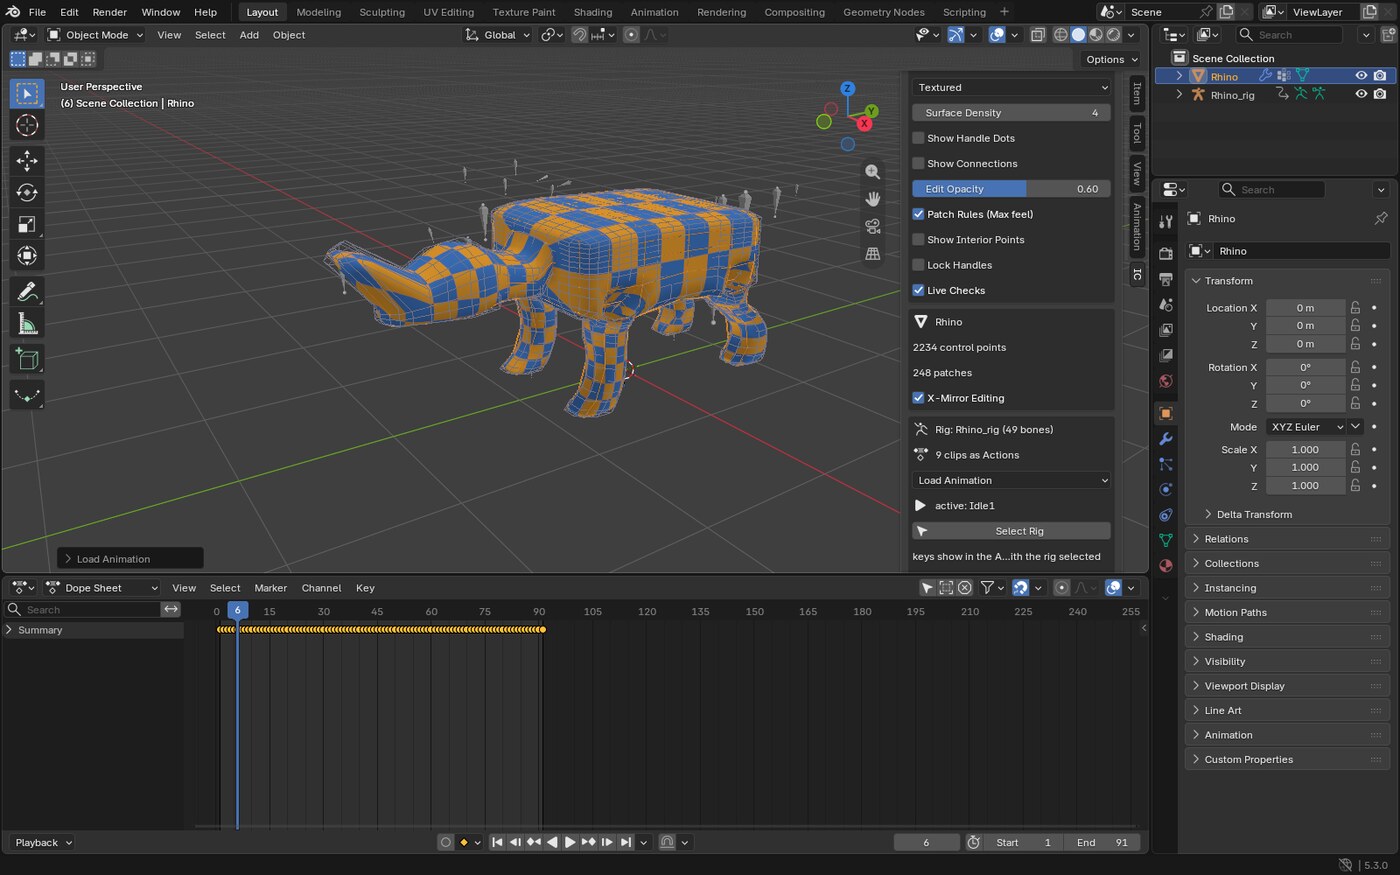 File Edit Render Window Help Layout Modeling Sculpting UV Editing Texture Paint Shading Animation Rendering Compositing Geometry Nodes Scripting + Scene ViewLayer
Object Mode View Select Add Object Global Search
Options
User Perspective
(6) Scene Collection | Rhino
Z
Y
X
Textured
Surface Density 4
Show Handle Dots
Show Connections
Edit Opacity 0.60
Patch Rules (Max feel)
Show Interior Points
Lock Handles
Live Checks
Rhino
2234 control points
248 patches
X-Mirror Editing
Rig: Rhino_rig (49 bones)
9 clips as Actions
Load Animation
active: Idle1
Select Rig
keys show in the A...ith the rig selected
Item
Tool
View
Animation
IC
Load Animation
Scene Collection
Rhino
Rhino_rig
Search
Rhino
Rhino
Transform
Location X 0 m
Y 0 m
Z 0 m
Rotation X 0°
Y 0°
Z 0°
Mode XYZ Euler
Scale X 1.000
Y 1.000
Z 1.000
Delta Transform
Relations
Collections
Instancing
Motion Paths
Shading
Visibility
Viewport Display
Line Art
Animation
Custom Properties
Dope Sheet View Select Marker Channel Key
Search 0 6 15 30 45 60 75 90 105 120 135 150 165 180 195 210 225 240 255
Summary
Playback 6 Start 1 End 91
5.3.0